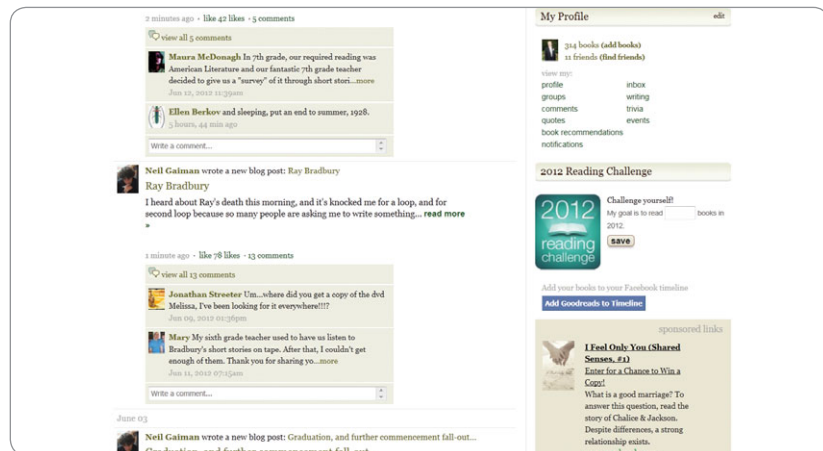 2 minutes ago · like 42 likes · 5 comments
view all 5 comments
Maura McDonagh In 7th grade, our required reading was
American Literature and our fantastic 7th grade teacher
decided to give us a "survey" of it through short stori...more
Jun 12, 2012 11:39am
Ellen Berkov and sleeping, put an end to summer, 1928.
5 hours, 44 min ago
Write a comment...
Neil Gaiman wrote a new blog post: Ray Bradbury
Ray Bradbury
I heard about Ray's death this morning, and it's knocked me for a loop, and for
second loop because so many people are asking me to write something... read more
»
1 minute ago · like 78 likes · 13 comments
view all 13 comments
Jonathan Streeter Um...where did you get a copy of the dvd
Melissa, I've been looking for it everywhere!!!?
Jun 09, 2012 01:36pm
Mary My sixth grade teacher used to have us listen to
Bradbury's short stories on tape. After that, I couldn't get
enough of them. Thank you for sharing yo...more
Jun 11, 2012 07:15am
Write a comment...
June 03
Neil Gaiman wrote a new blog post: Graduation, and further commencement fall-out...
Graduation, and further commencement fall-out
My Profile
edit
314 books (add books)
11 friends (find friends)
view my:
profile inbox
groups writing
comments trivia
quotes events
book recommendations
notifications
2012 Reading Challenge
2012
reading
challenge
Challenge yourself!
My goal is to read books in
2012.
save
Add your books to your Facebook timeline
Add Goodreads to Timeline
sponsored links
I Feel Only You (Shared
Senses, #1)
Enter for a Chance to Win a
Copy!
What is a good marriage? To
answer this question, read the
story of Chalice & Jackson.
Despite differences, a strong
relationship exists.